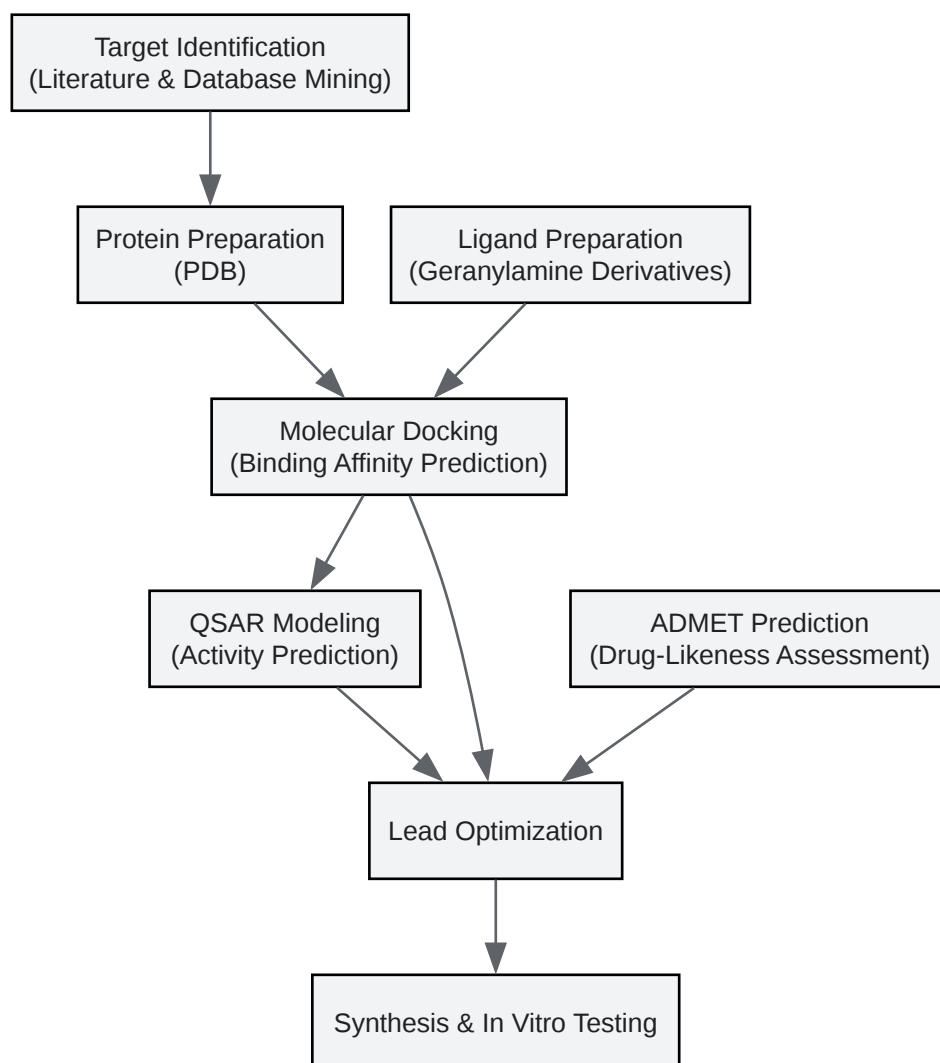 Target Identification
(Literature & Database Mining)
Protein Preparation
(PDB)
Ligand Preparation
(Geranylamine Derivatives)
Molecular Docking
(Binding Affinity Prediction)
QSAR Modeling
(Activity Prediction)
ADMET Prediction
(Drug-Likeness Assessment)
Lead Optimization
Synthesis & In Vitro Testing